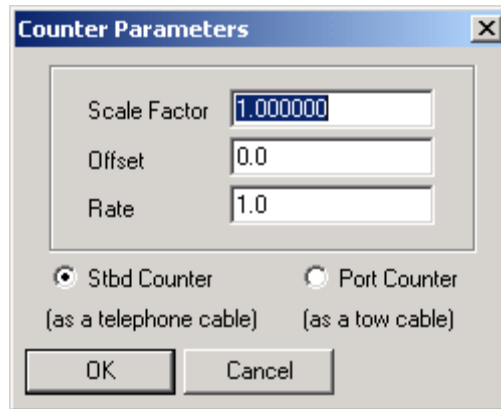 Counter Parameters
Scale Factor 1.000000
Offset 0.0
Rate 1.0
Stbd Counter Port Counter
(as a telephone cable) (as a tow cable)
OK Cancel